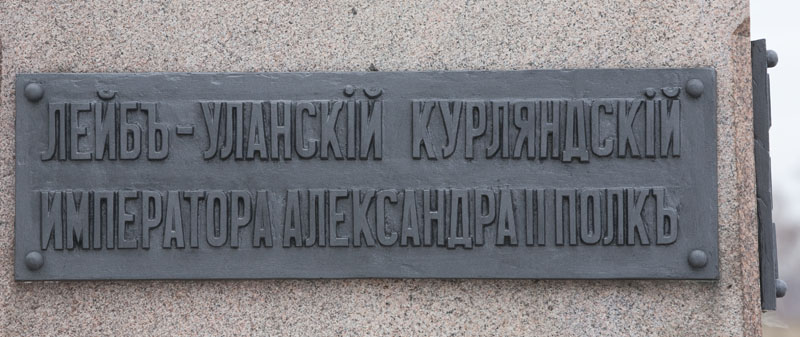 ЛЕЙБЪ-УЛАНСКІЙ КУРЛЯНДСКІЙ
ИМПЕРАТОРА АЛЕКСАНДРА II ПОЛКЪ